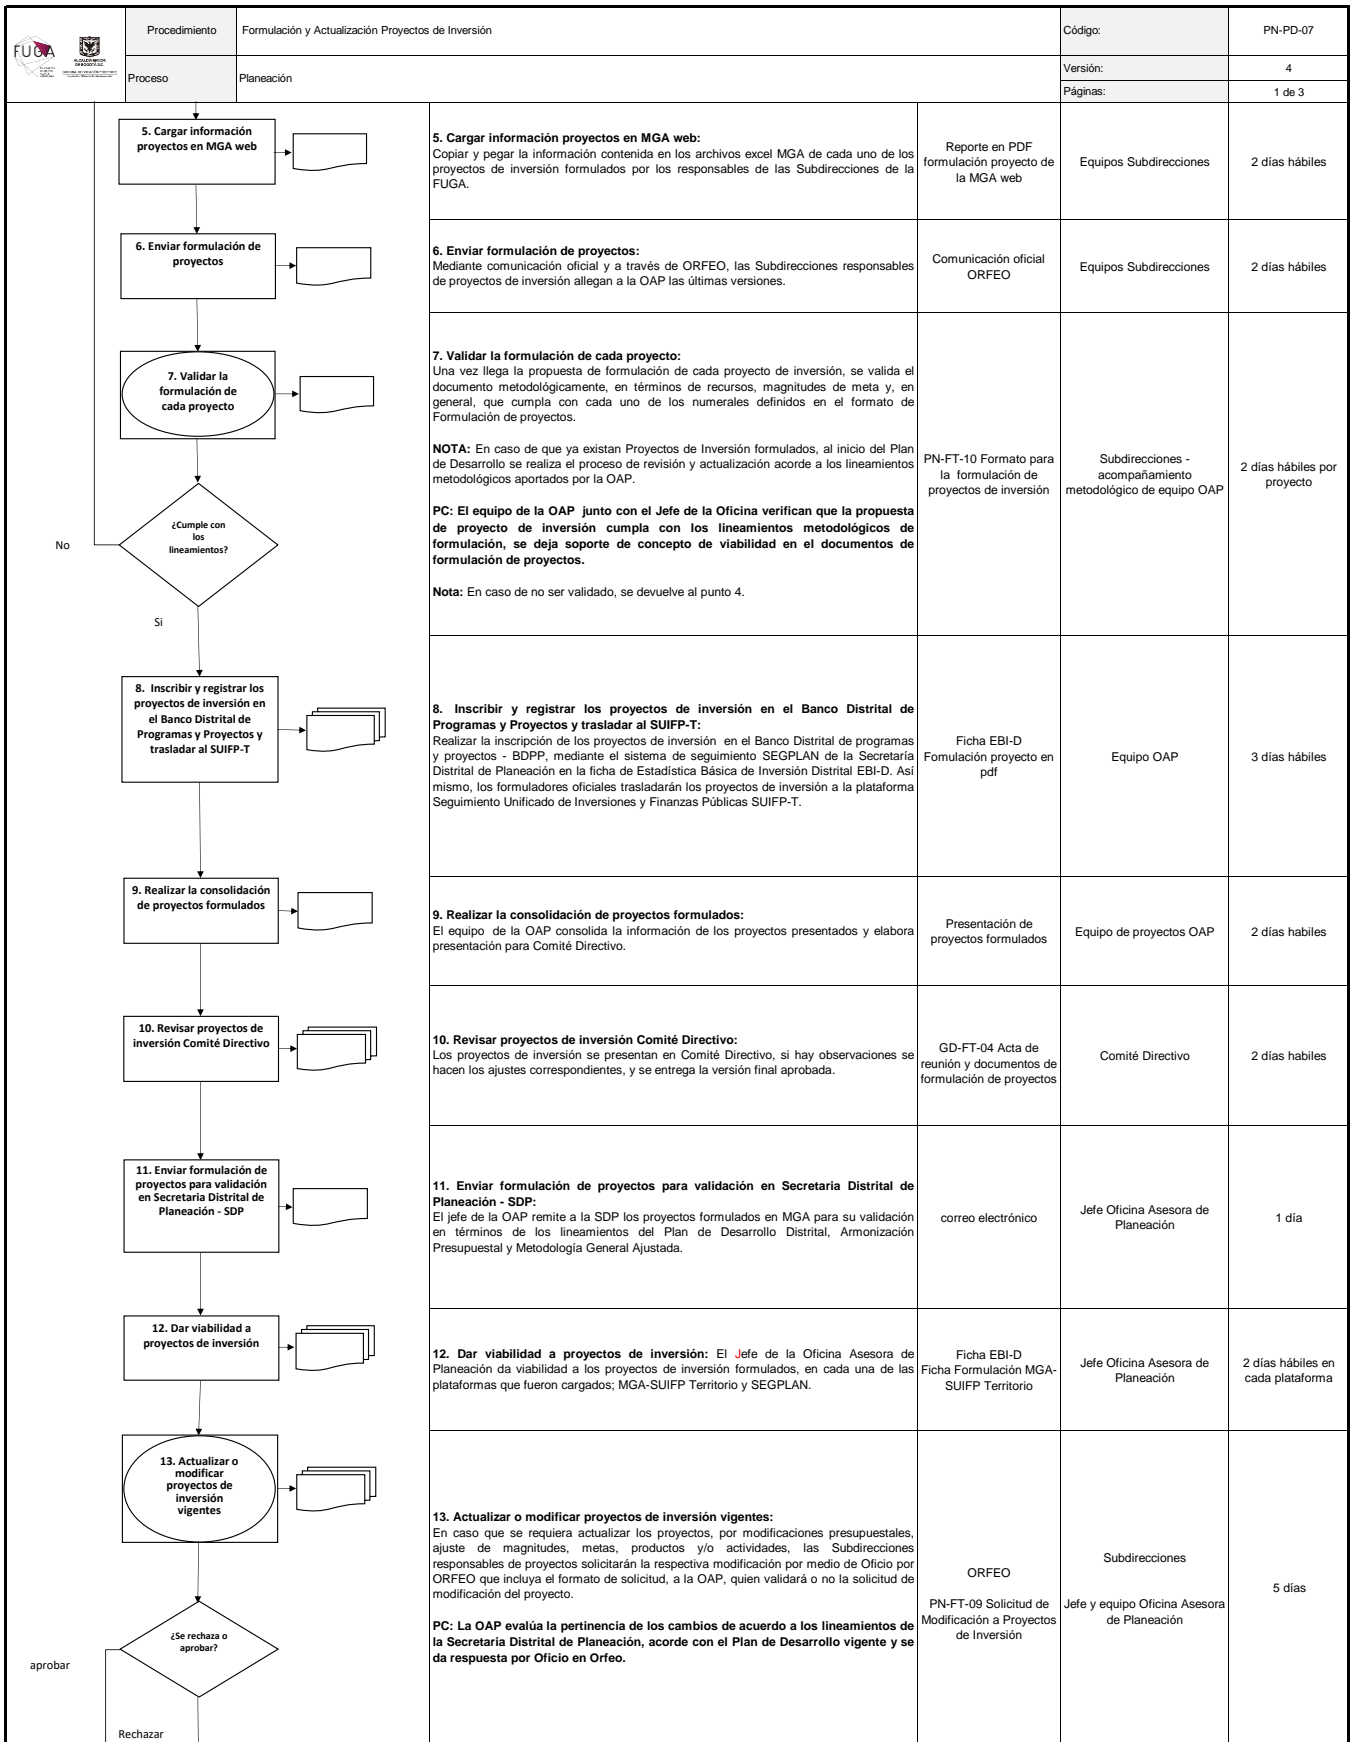 FUGA
ALCALDÍA MAYOR
DE BOGOTÁ D.C.
Procedimiento
Formulación y Actualización Proyectos de Inversión
Código:
PN-PD-07
Proceso
Planeación
Versión:
4
Páginas:
1 de 3
5. Cargar información
proyectos en MGA web
5. Cargar información proyectos en MGA web:
Copiar y pegar la información contenida en los archivos excel MGA de cada uno de los
proyectos de inversión formulados por los responsables de las Subdirecciones de la
FUGA.
Reporte en PDF
formulación proyecto de
la MGA web
Equipos Subdirecciones
2 días hábiles
6. Enviar formulación de
proyectos
6. Enviar formulación de proyectos:
Mediante comunicación oficial y a través de ORFEO, las Subdirecciones responsables
de proyectos de inversión allegan a la OAP las últimas versiones.
Comunicación oficial
ORFEO
Equipos Subdirecciones
2 días hábiles
7. Validar la
formulación de
cada proyecto
¿Cumple con
los
lineamientos?
No
Si
7. Validar la formulación de cada proyecto:
Una vez llega la propuesta de formulación de cada proyecto de inversión, se valida el
documento metodológicamente, en términos de recursos, magnitudes de meta y, en
general, que cumpla con cada uno de los numerales definidos en el formato de
Formulación de proyectos.
NOTA: En caso de que ya existan Proyectos de Inversión formulados, al inicio del Plan
de Desarrollo se realiza el proceso de revisión y actualización acorde a los lineamientos
metodológicos aportados por la OAP.
PC: El equipo de la OAP junto con el Jefe de la Oficina verifican que la propuesta
de proyecto de inversión cumpla con los lineamientos metodológicos de
formulación, se deja soporte de concepto de viabilidad en el documentos de
formulación de proyectos.
Nota: En caso de no ser validado, se devuelve al punto 4.
PN-FT-10 Formato para
la formulación de
proyectos de inversión
Subdirecciones -
acompañamiento
metodológico de equipo OAP
2 días hábiles por
proyecto
8. Inscribir y registrar los
proyectos de inversión en
el Banco Distrital de
Programas y Proyectos y
trasladar al SUIFP-T
8. Inscribir y registrar los proyectos de inversión en el Banco Distrital de
Programas y Proyectos y trasladar al SUIFP-T:
Realizar la inscripción de los proyectos de inversión en el Banco Distrital de programas
y proyectos - BDPP, mediante el sistema de seguimiento SEGPLAN de la Secretaría
Distrital de Planeación en la ficha de Estadística Básica de Inversión Distrital EBI-D. Así
mismo, los formuladores oficiales trasladarán los proyectos de inversión a la plataforma
Seguimiento Unificado de Inversiones y Finanzas Públicas SUIFP-T.
Ficha EBI-D
Fomulación proyecto en
pdf
Equipo OAP
3 días hábiles
9. Realizar la consolidación
de proyectos formulados
9. Realizar la consolidación de proyectos formulados:
El equipo de la OAP consolida la información de los proyectos presentados y elabora
presentación para Comité Directivo.
Presentación de
proyectos formulados
Equipo de proyectos OAP
2 días habiles
10. Revisar proyectos de
inversión Comité Directivo
10. Revisar proyectos de inversión Comité Directivo:
Los proyectos de inversión se presentan en Comité Directivo, si hay observaciones se
hacen los ajustes correspondientes, y se entrega la versión final aprobada.
GD-FT-04 Acta de
reunión y documentos de
formulación de proyectos
Comité Directivo
2 días habiles
11. Enviar formulación de
proyectos para validación
en Secretaria Distrital de
Planeación - SDP
11. Enviar formulación de proyectos para validación en Secretaria Distrital de
Planeación - SDP:
El jefe de la OAP remite a la SDP los proyectos formulados en MGA para su validación
en términos de los lineamientos del Plan de Desarrollo Distrital, Armonización
Presupuestal y Metodología General Ajustada.
correo electrónico
Jefe Oficina Asesora de
Planeación
1 día
12. Dar viabilidad a
proyectos de inversión
12. Dar viabilidad a proyectos de inversión: El Jefe de la Oficina Asesora de
Planeación da viabilidad a los proyectos de inversión formulados, en cada una de las
plataformas que fueron cargados; MGA-SUIFP Territorio y SEGPLAN.
Ficha EBI-D
Ficha Formulación MGA-
SUIFP Territorio
Jefe Oficina Asesora de
Planeación
2 días hábiles en
cada plataforma
13. Actualizar o
modificar
proyectos de
inversión
vigentes
¿Se rechaza o
aprobar?
aprobar
Rechazar
13. Actualizar o modificar proyectos de inversión vigentes:
En caso que se requiera actualizar los proyectos, por modificaciones presupuestales,
ajuste de magnitudes, metas, productos y/o actividades, las Subdirecciones
responsables de proyectos solicitarán la respectiva modificación por medio de Oficio por
ORFEO que incluya el formato de solicitud, a la OAP, quien validará o no la solicitud de
modificación del proyecto.
PC: La OAP evalúa la pertinencia de los cambios de acuerdo a los lineamientos de
la Secretaria Distrital de Planeación, acorde con el Plan de Desarrollo vigente y se
da respuesta por Oficio en Orfeo.
ORFEO
PN-FT-09 Solicitud de
Modificación a Proyectos
de Inversión
Subdirecciones
Jefe y equipo Oficina Asesora
de Planeación
5 días